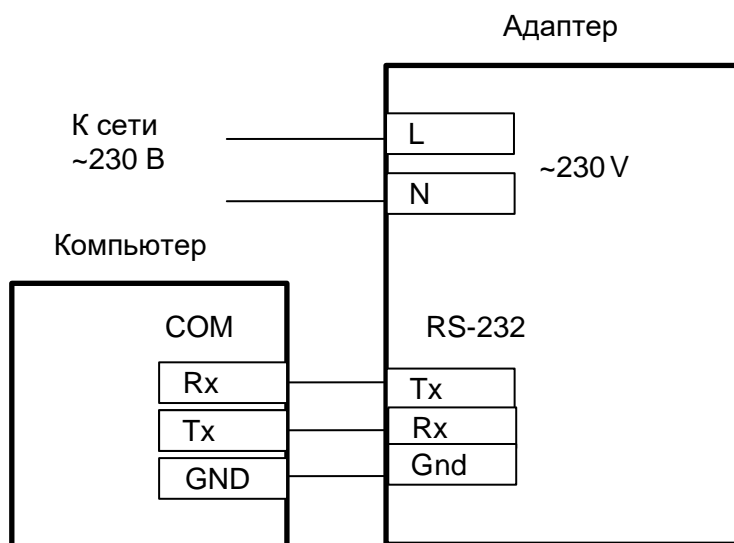 Адаптер
К сети
~230 В
L
N
~230 V
Компьютер
COM
RS-232
Rx
Tx
Tx
Rx
GND
Gnd